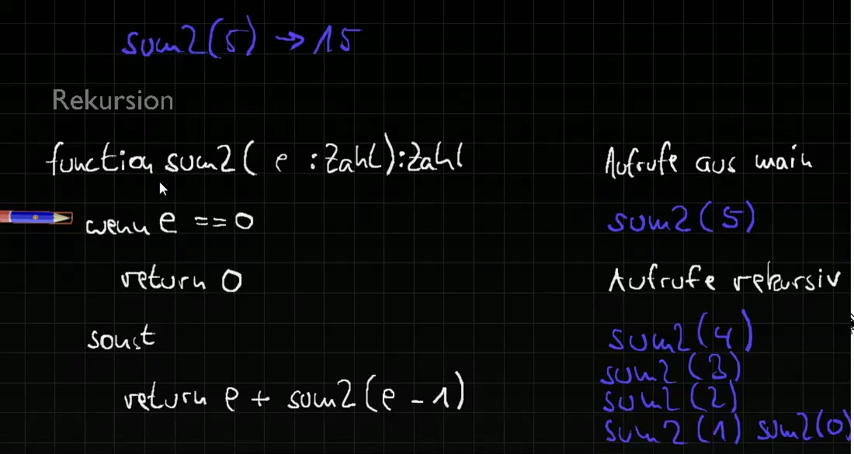 sum2(5) → 15
Rekursion
function sum2( e : Zahl) : Zahl
wenn e == 0
return 0
sonst
return e + sum2(e - 1)
Aufrufe aus main
sum2(5)
Aufrufe rekursiv
sum2(4)
sum2(3)
sum2(2)
sum2(1) sum2(0)